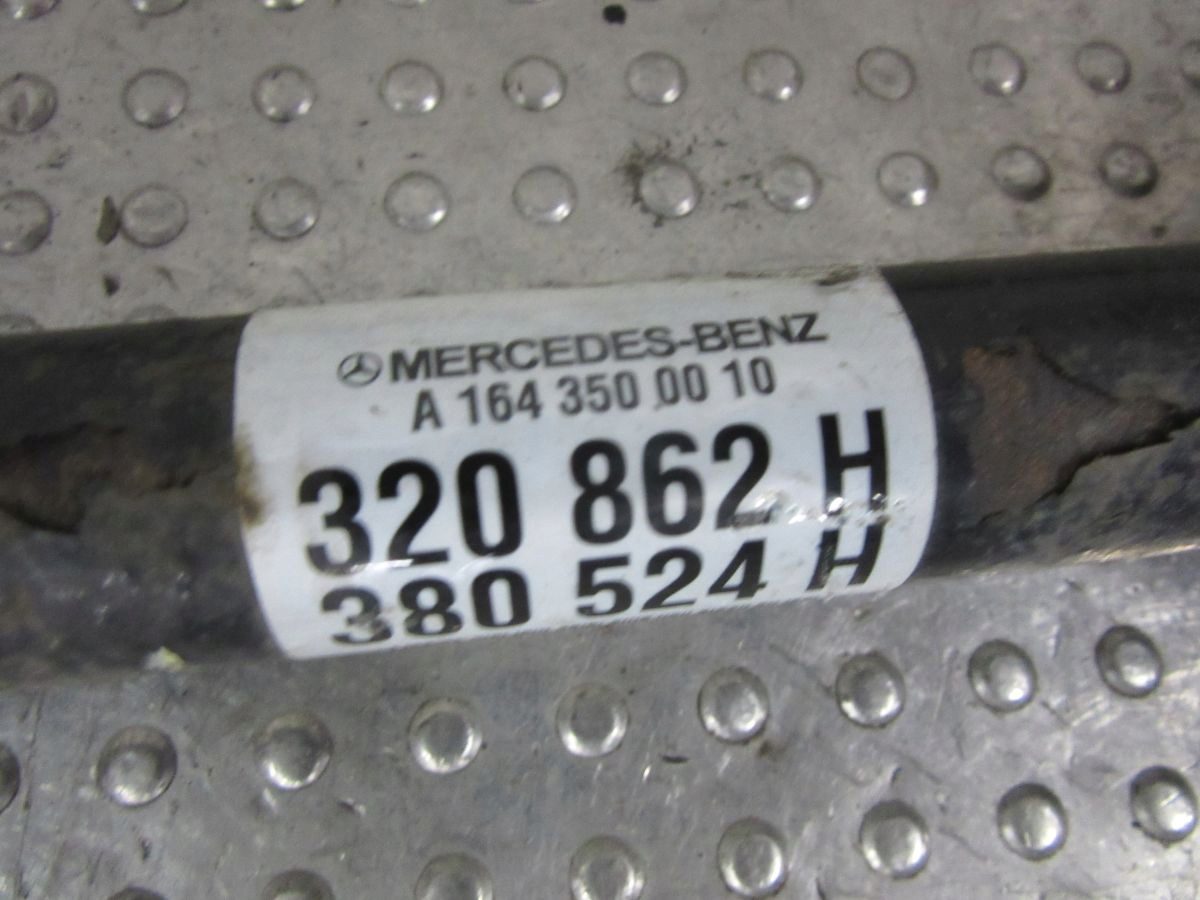 MERCEDES-BENZ
A 164 350 00 10
320 862 H
380 524 H